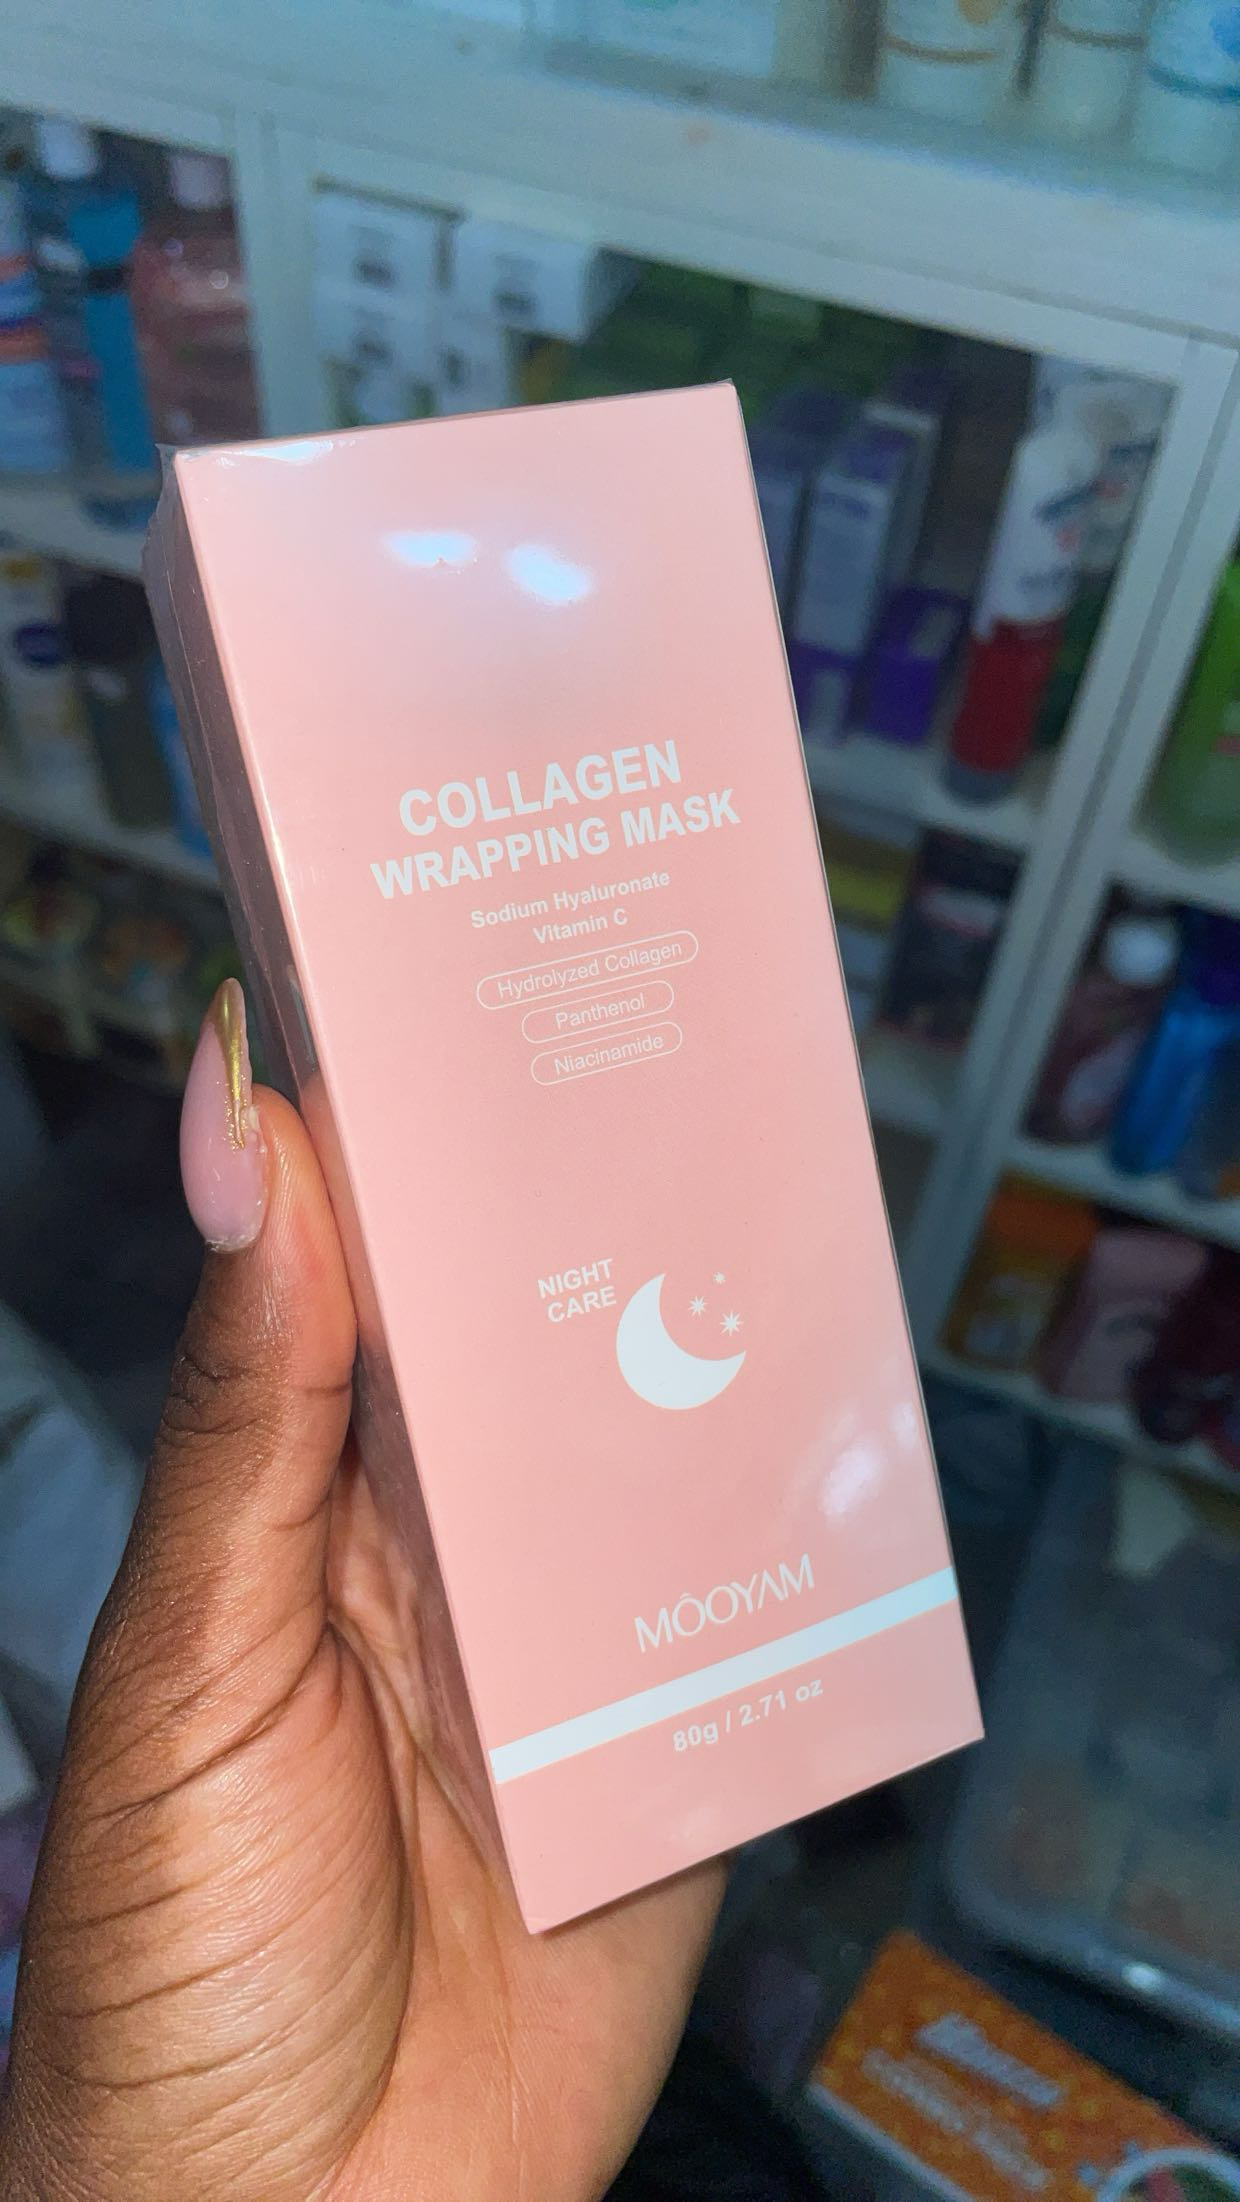 COLLAGEN
WRAPPING MASK
Sodium Hyaluronate
Vitamin C
Hydrolyzed Collagen
Panthenol
Niacinamide
NIGHT
CARE
MÔOYAM
80g / 2.71 oz